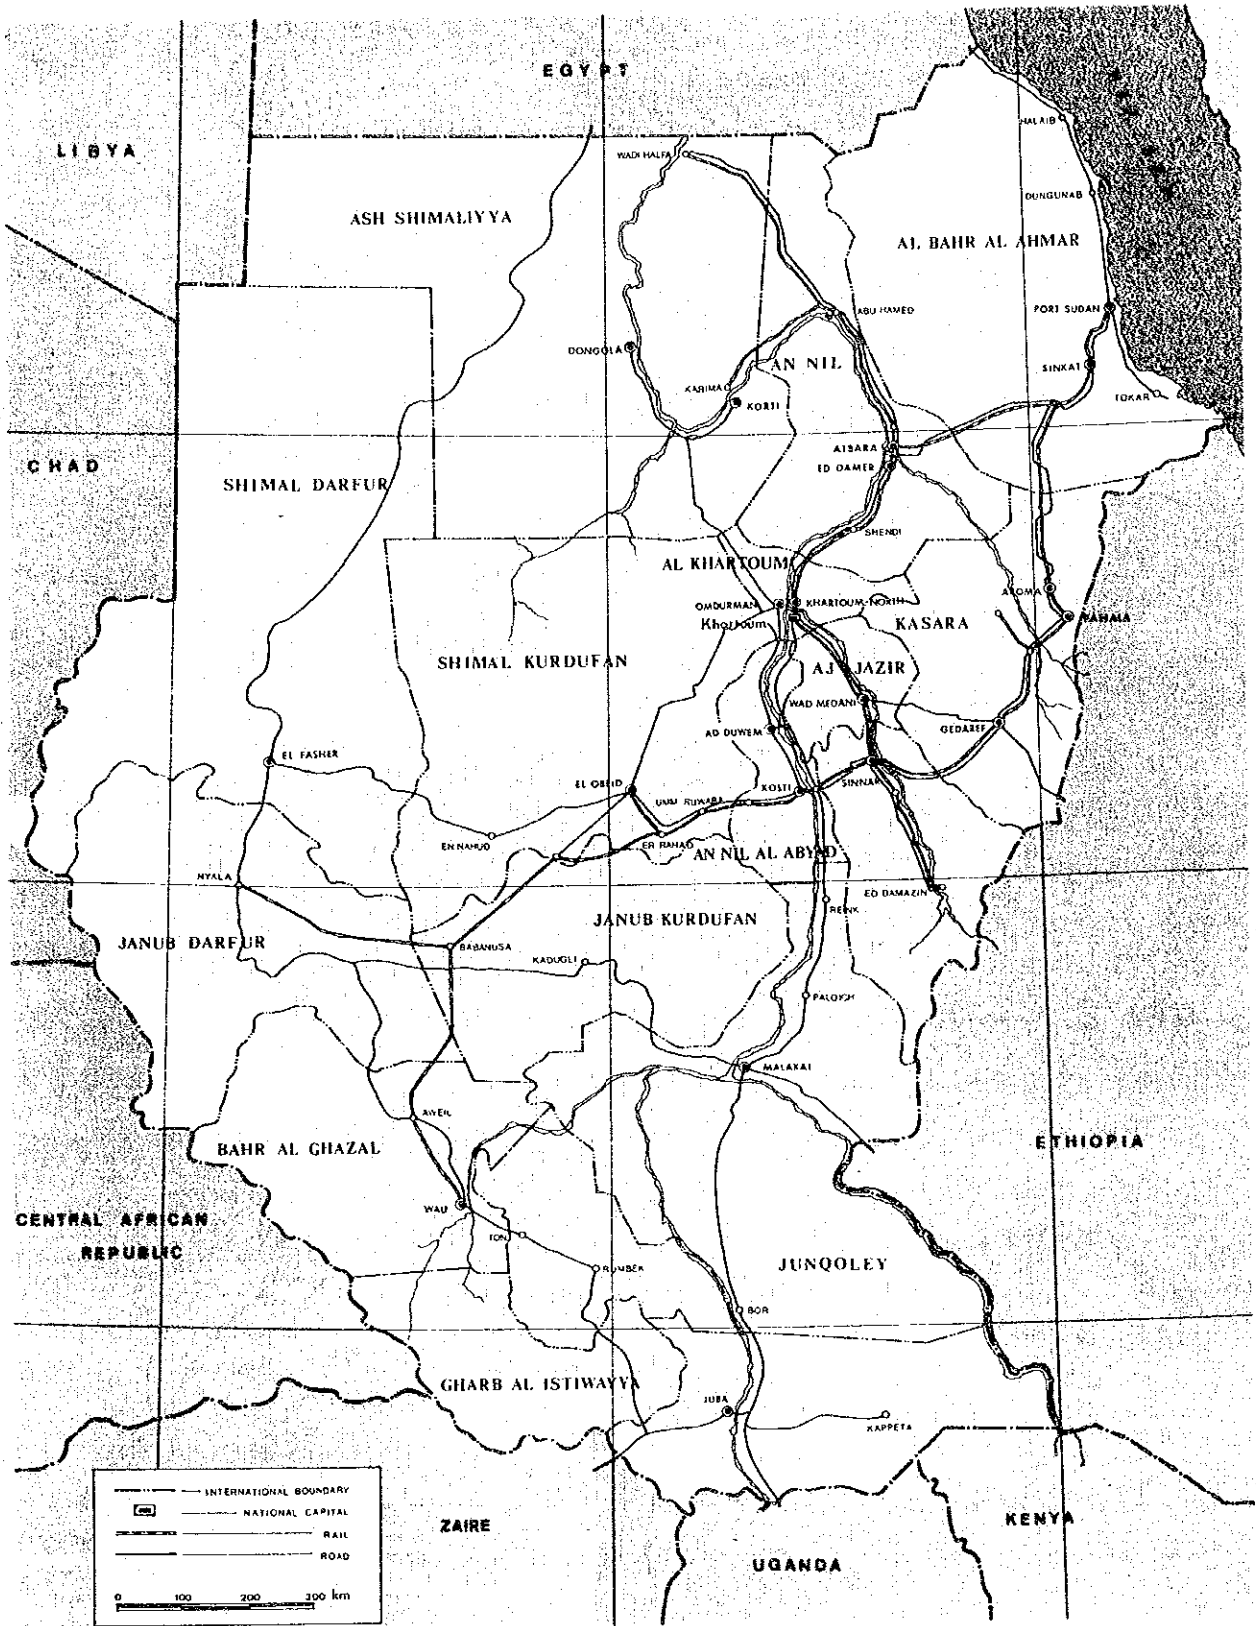 EGYPT
LIBYA
HALAIB
WADI HALFA
DUNGUNAB
ASH SHIMALIYYA
AL BAHR AL AHMAR
PORT SUDAN
ABU HAMED
DONGOLA
AN NIL
SINKAT
KARIMA
TOKAR
KORTI
ATBARA
CHAD
ED DAMER
SHIMAL DARFUR
SHENDI
AL KHARTOUM
AROMA
OMDURMAN
KHARTOUM-NORTH
KASSALA
Khartoum
KASARA
SHIMAL KURDUFAN
AJ JAZIR
WAD MEDANI
AD DUWEM
GEDAREF
EL FASHER
EL OBEID
KOSTI
SINNAR
UMM RUWABA
EN NAHUD
ER RAHAD
AN NIL AL ABYAD
NYALA
ED DAMAZIN
RENK
JANUB KURDUFAN
JANUB DARFUR
BABANUSA
KADUGLI
PALOICH
MALAKAI
AWEIL
ETHIOPIA
BAHR AL GHAZAL
WAU
CENTRAL AFRICAN
REPUBLIC
TON
RUMBEK
JUNQOLEY
BOR
GHARB AL ISTIWAYYA
JUBA
KAPPETA
INTERNATIONAL BOUNDARY
NATIONAL CAPITAL
RAIL
ROAD
0 100 200 300 km
ZAIRE
KENYA
UGANDA